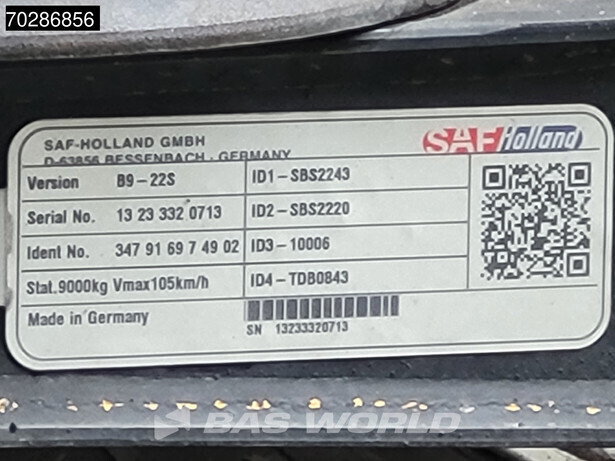 70286856
SAF-HOLLAND GMBH
D-63856 BESSENBACH, GERMANY
SAF Holland
Version B9-22S ID1-SBS2243
Serial No. 13 23 332 0713 ID2-SBS2220
Ident No. 347 91 69 7 49 02 ID3-10006
Stat.9000kg Vmax105km/h ID4-TDB0843
Made in Germany
SN 13233320713
BAS WORLD